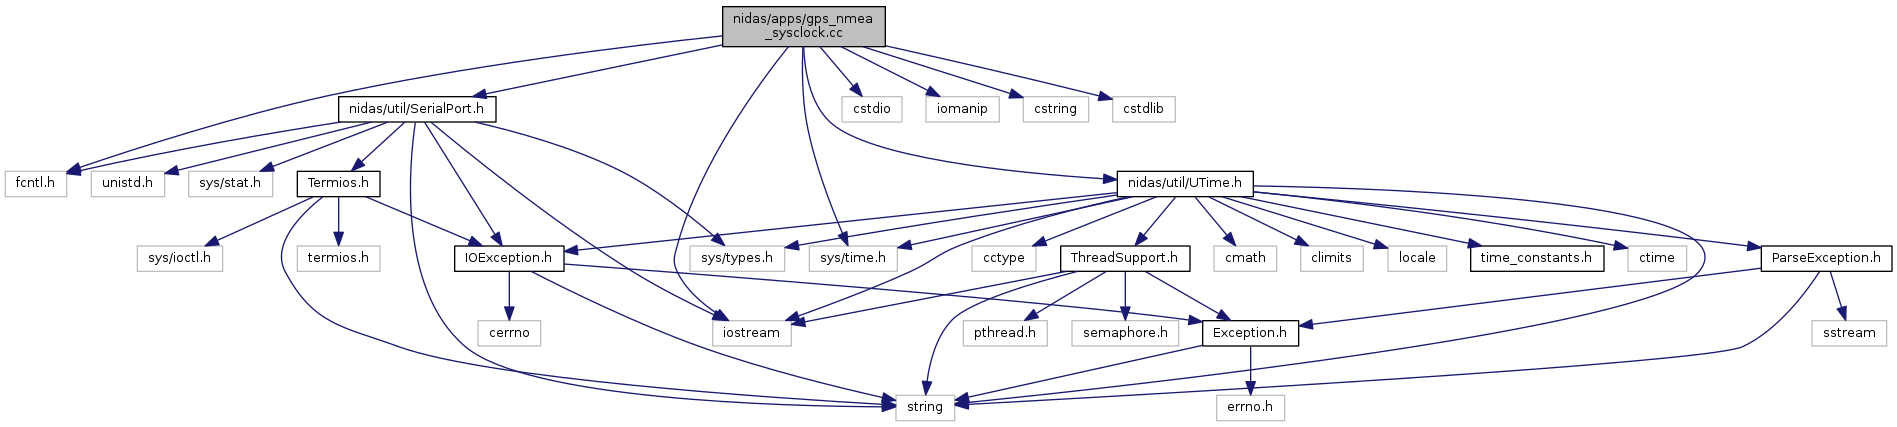 nidas/apps/gps_nmea
_sysclock.cc
nidas/util/SerialPort.h
cstdio
iomanip
cstring
cstdlib
fcntl.h
unistd.h
sys/stat.h
Termios.h
nidas/util/UTime.h
sys/ioctl.h
termios.h
IOException.h
sys/types.h
sys/time.h
cctype
ThreadSupport.h
cmath
climits
locale
time_constants.h
ctime
ParseException.h
cerrno
iostream
pthread.h
semaphore.h
Exception.h
sstream
string
errno.h